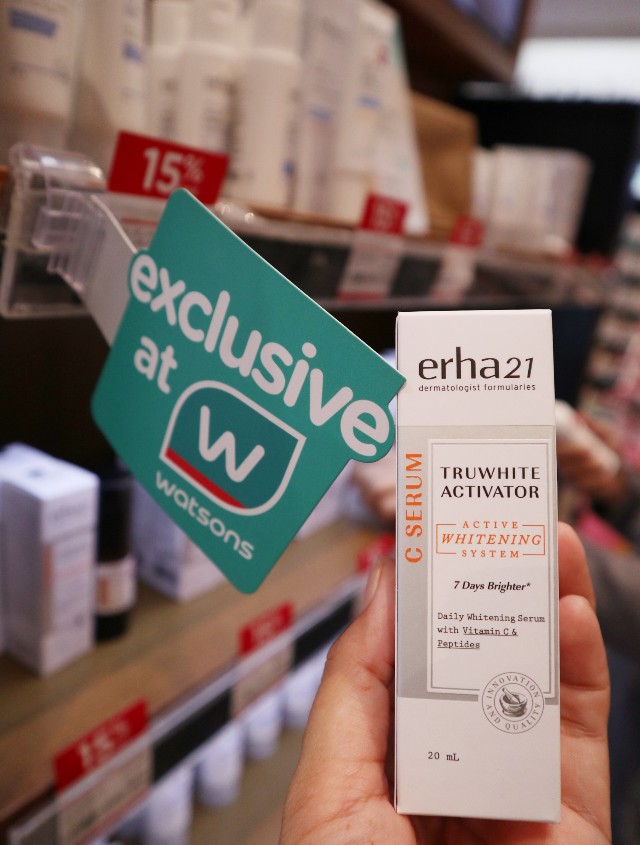 15%
exclusive
at
W
watsons
erha21
dermatologist formularies
C SERUM
TRUWHITE
ACTIVATOR
ACTIVE
WHITENING
SYSTEM
7 Days Brighter*
Daily Whitening Serum
with Vitamin C &
Peptides
INNOVATION
AND QUALITY
20 mL
15%